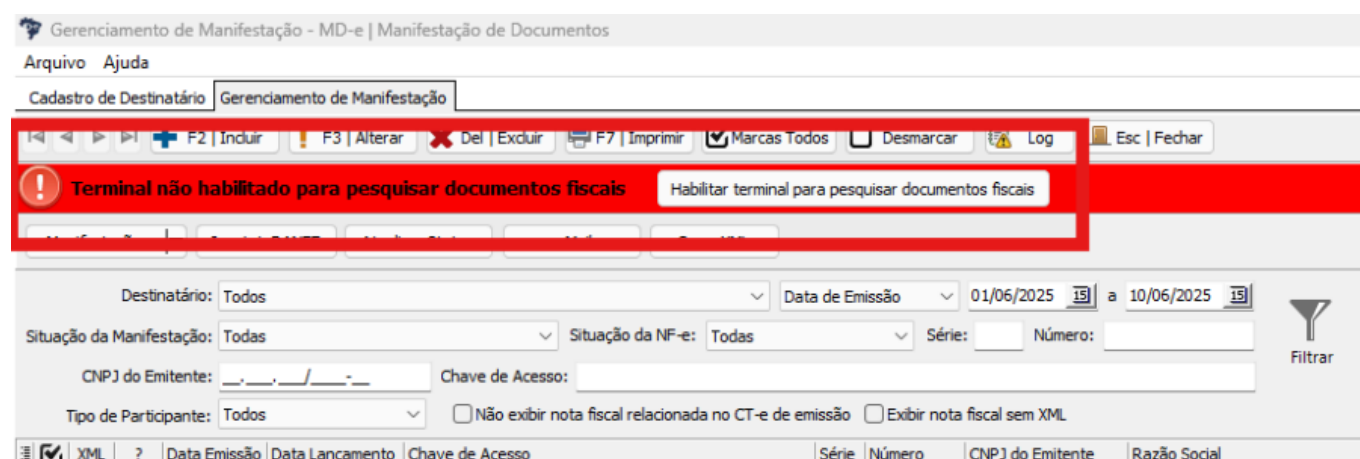 Gerenciamento de Manifestação - MD-e | Manifestação de Documentos
Arquivo Ajuda
Cadastro de Destinatário Gerenciamento de Manifestação
F2 | Incluir F3 | Alterar Del | Excluir F7 | Imprimir Marcas Todos Desmarcar Log Esc | Fechar
Terminal não habilitado para pesquisar documentos fiscais Habilitar terminal para pesquisar documentos fiscais
Destinatário: Todos Data de Emissão 01/06/2025 15 a 10/06/2025 15
Situação da Manifestação: Todas Situação da NF-e: Todas Série: Número:
Filtrar
CNPJ do Emitente: __.___.___/____-__ Chave de Acesso:
Tipo de Participante: Todos Não exibir nota fiscal relacionada no CT-e de emissão Exibir nota fiscal sem XML
XML ? Data Emissão Data Lançamento Chave de Acesso Série Número CNPJ do Emitente Razão Social